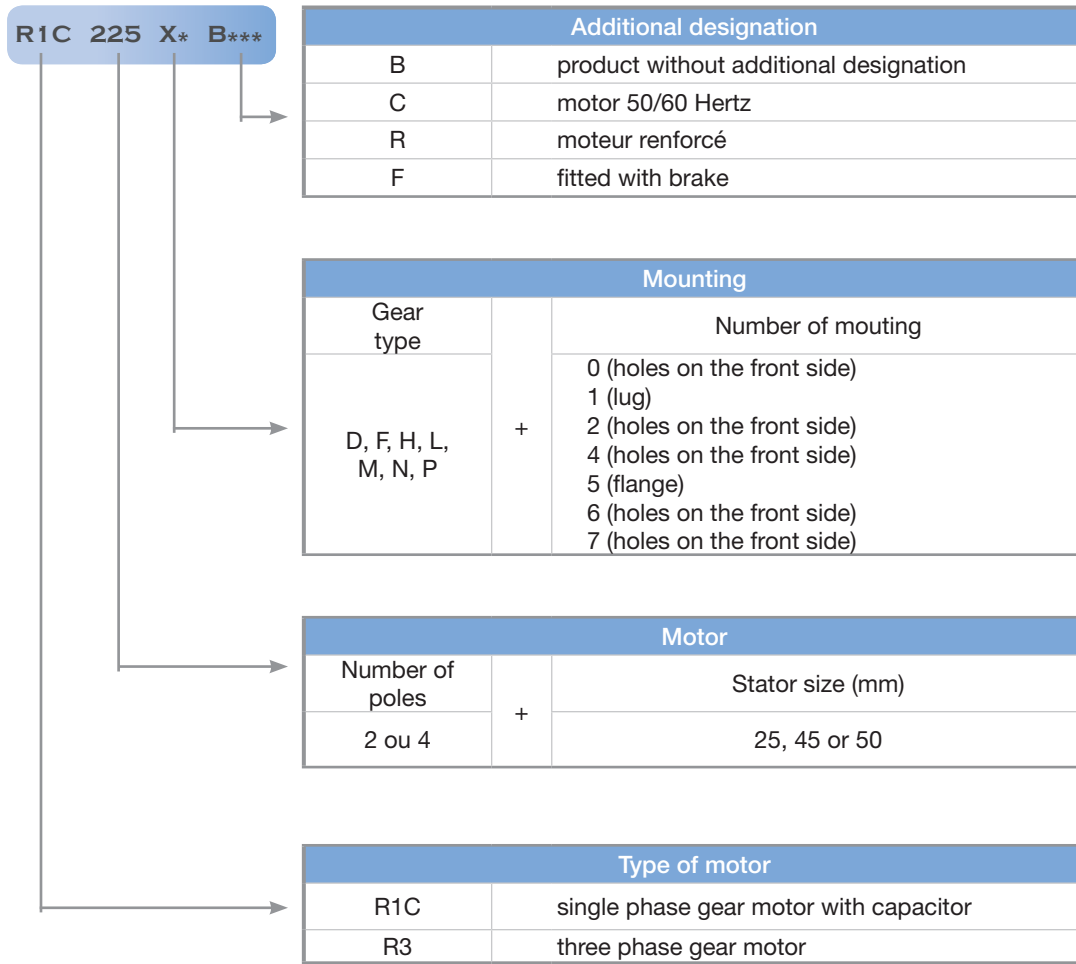 R1C 225 X* B***
Additional designation
B product without additional designation
C motor 50/60 Hertz
R moteur renforcé
F fitted with brake
Mounting
Gear type + Number of mouting
D, F, H, L, M, N, P
0 (holes on the front side)
1 (lug)
2 (holes on the front side)
4 (holes on the front side)
5 (flange)
6 (holes on the front side)
7 (holes on the front side)
Motor
Number of poles + Stator size (mm)
2 ou 4 25, 45 or 50
Type of motor
R1C single phase gear motor with capacitor
R3 three phase gear motor